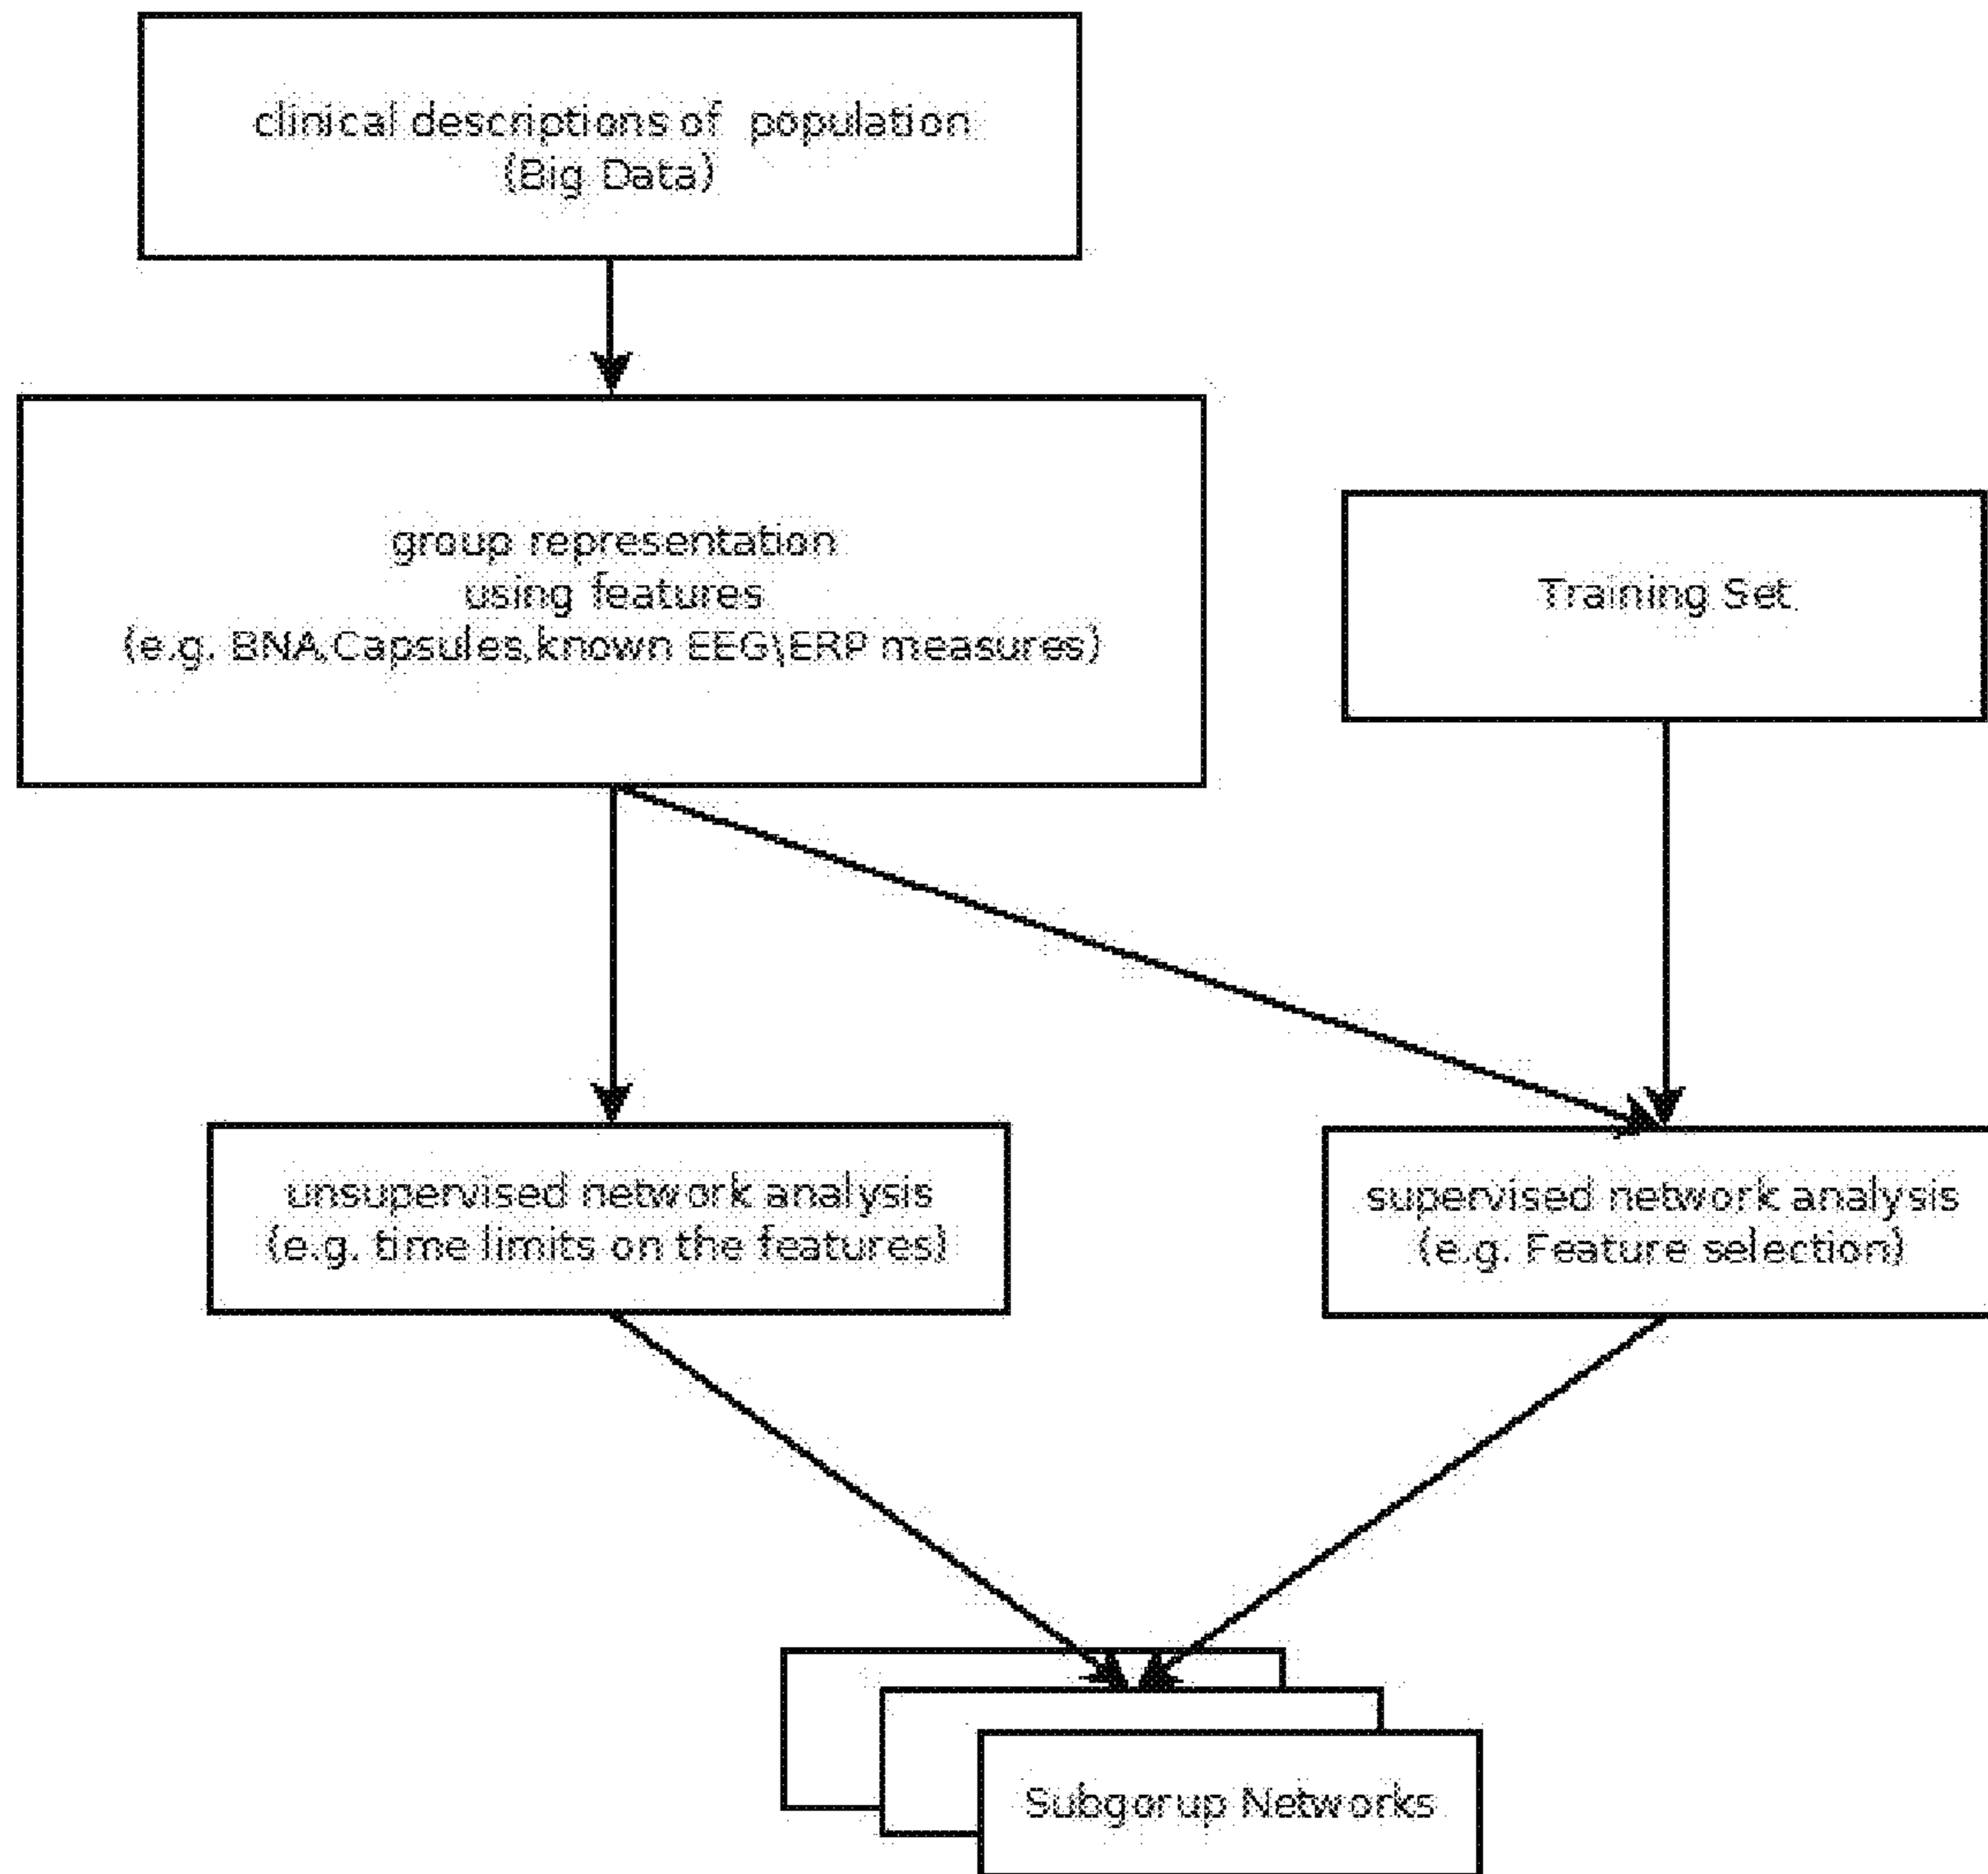 clinical descriptions of population
(Big Data)
group representation
using features
(e.g. BNA,Capsules,known EEG\ERP measures)
Training Set
unsupervised network analysis
(e.g. time limits on the features)
supervised network analysis
(e.g. Feature selection)
Subgorup Networks